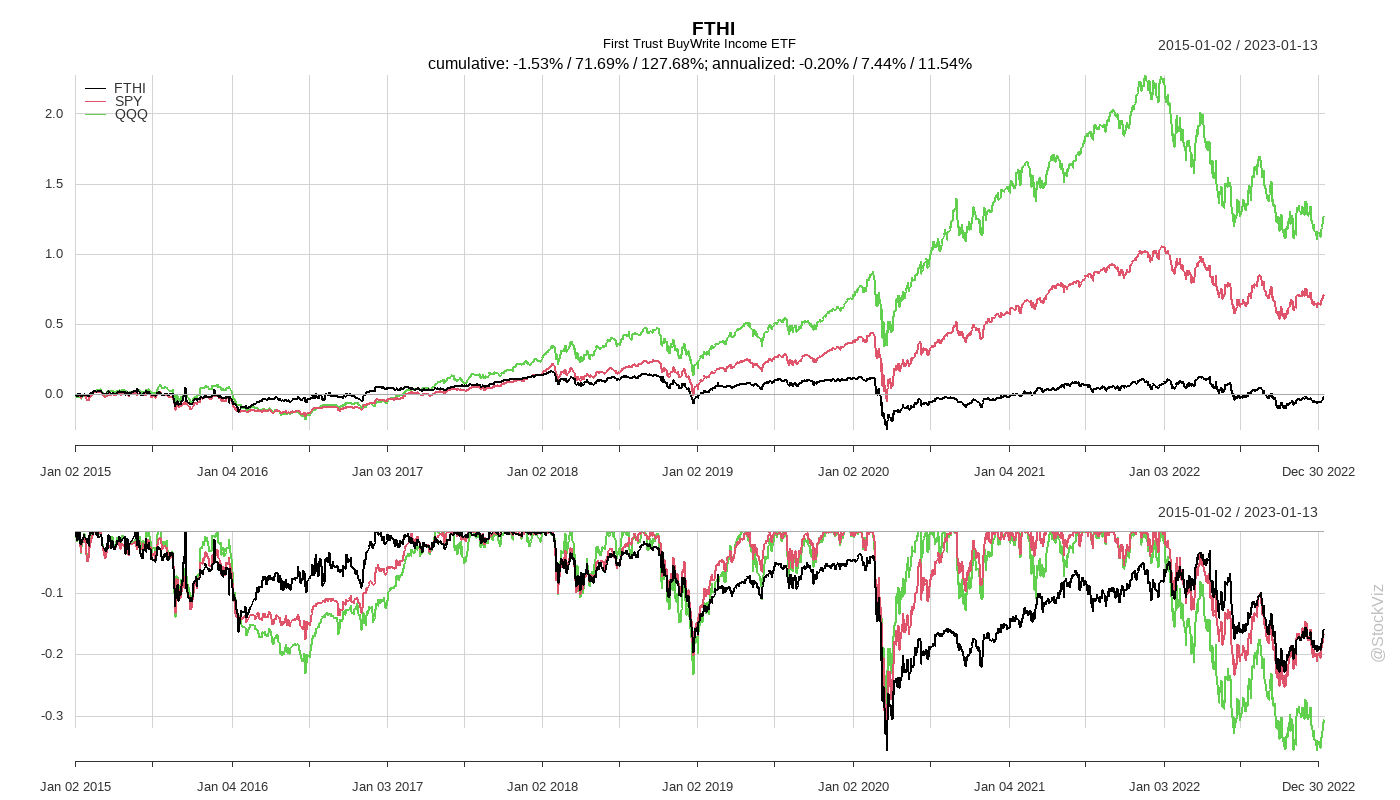 FTHI
First Trust BuyWrite Income ETF
2015-01-02 / 2023-01-13
cumulative: -1.53% / 71.69% / 127.68%; annualized: -0.20% / 7.44% / 11.54%
FTHI
SPY
QQQ
2.0
1.5
1.0
0.5
0.0
Jan 02 2015 Jan 04 2016 Jan 03 2017 Jan 02 2018 Jan 02 2019 Jan 02 2020 Jan 04 2021 Jan 03 2022 Dec 30 2022
2015-01-02 / 2023-01-13
-0.1
-0.2
-0.3
Jan 02 2015 Jan 04 2016 Jan 03 2017 Jan 02 2018 Jan 02 2019 Jan 02 2020 Jan 04 2021 Jan 03 2022 Dec 30 2022
@StockViz